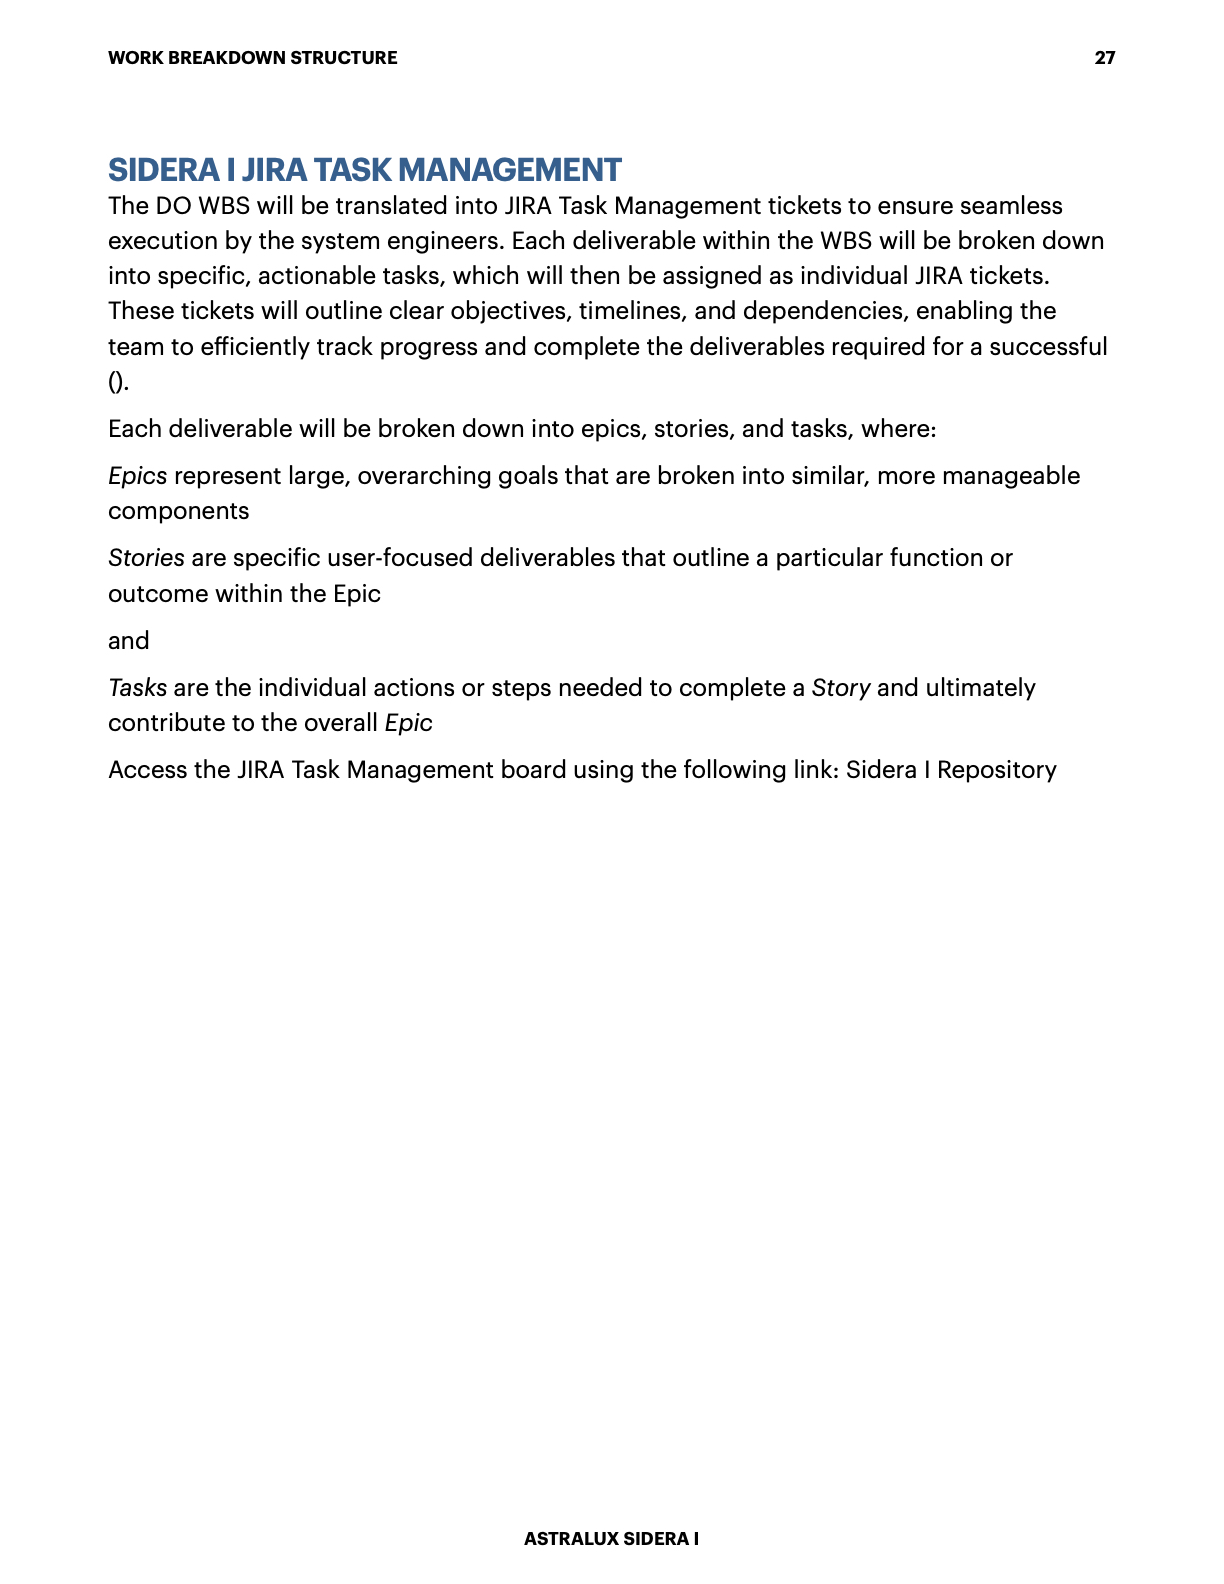 WORK BREAKDOWN STRUCTURE 27
SIDERA I JIRA TASK MANAGEMENT
The DO WBS will be translated into JIRA Task Management tickets to ensure seamless
execution by the system engineers. Each deliverable within the WBS will be broken down
into specific, actionable tasks, which will then be assigned as individual JIRA tickets.
These tickets will outline clear objectives, timelines, and dependencies, enabling the
team to efficiently track progress and complete the deliverables required for a successful
().
Each deliverable will be broken down into epics, stories, and tasks, where:
Epics represent large, overarching goals that are broken into similar, more manageable
components
Stories are specific user-focused deliverables that outline a particular function or
outcome within the Epic
and
Tasks are the individual actions or steps needed to complete a Story and ultimately
contribute to the overall Epic
Access the JIRA Task Management board using the following link: Sidera I Repository
ASTRALUX SIDERA I